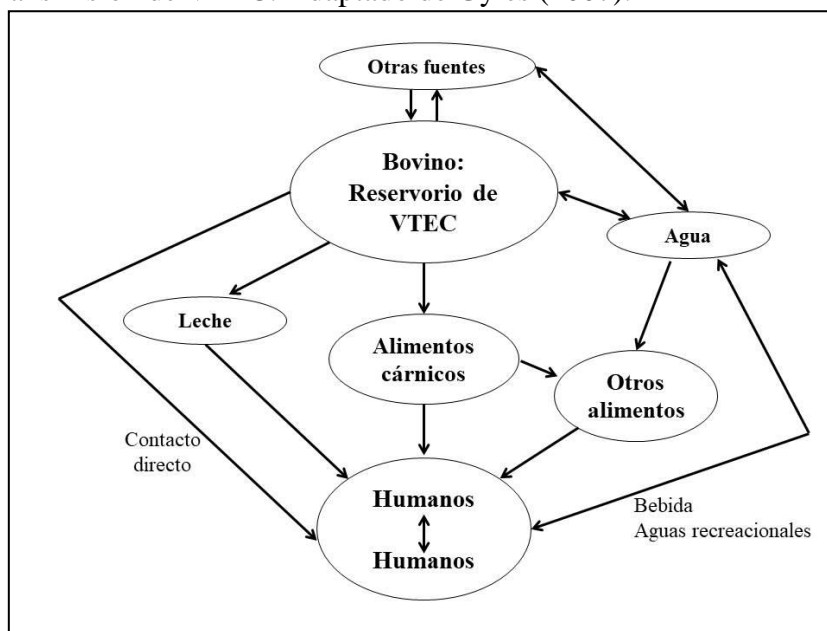 Otras fuentes
Bovino:
Reservorio de
VTEC
Agua
Leche
Alimentos
cárnicos
Otros
alimentos
Contacto
directo
Humanos
Humanos
Bebida
Aguas recreacionales